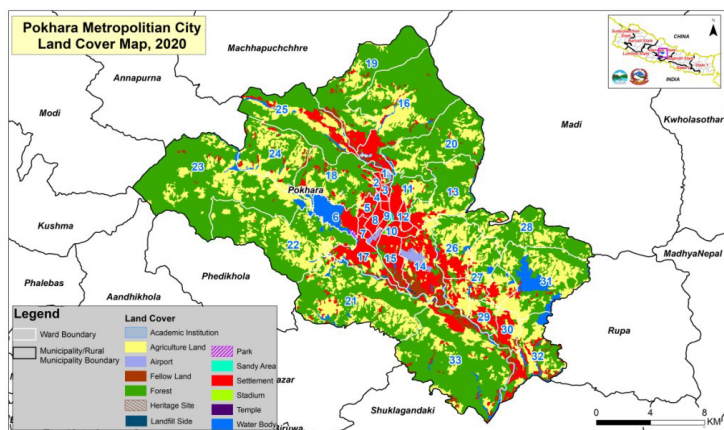 Pokhara Metropolitian City
Land Cover Map, 2020
Machhapuchchhre
Annapurna
Modi
Kushma
Phalebas
Aandhikhola
Phedikhola
Shuklagandaki
Rupa
MadhyaNepal
Kwholasothar
Madi
Pokhara
CHINA
INDIA
N
19
16
25
20
24
23
18
1
2
3
4
11
13
5
9
12
8
6
7
10
28
22
26
17
15
14
27
31
21
29
30
33
32
Legend
Ward Boundary
Municipality/Rural
Municipality Boundary
Land Cover
Academic Institution
Agriculture Land
Airport
Fellow Land
Forest
Heritage Site
Landfill Side
Park
Sandy Area
Settlement
Stadium
Temple
Water Body
0
4
8
KM